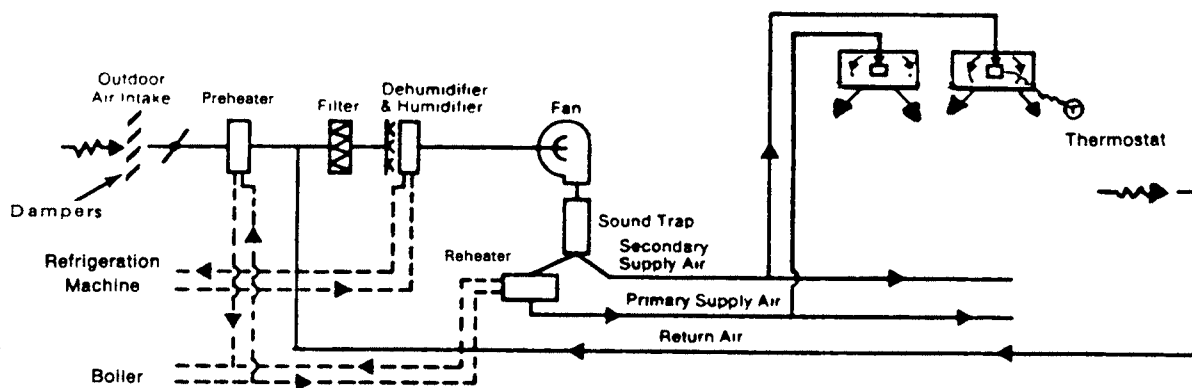 Outdoor
Air Intake
Preheater
Filter
Dehumidifier
& Humidifier
Fan
Thermostat
Dampers
Sound Trap
Secondary
Supply Air
Refrigeration
Machine
Reheater
Primary Supply Air
Return Air
Boiler